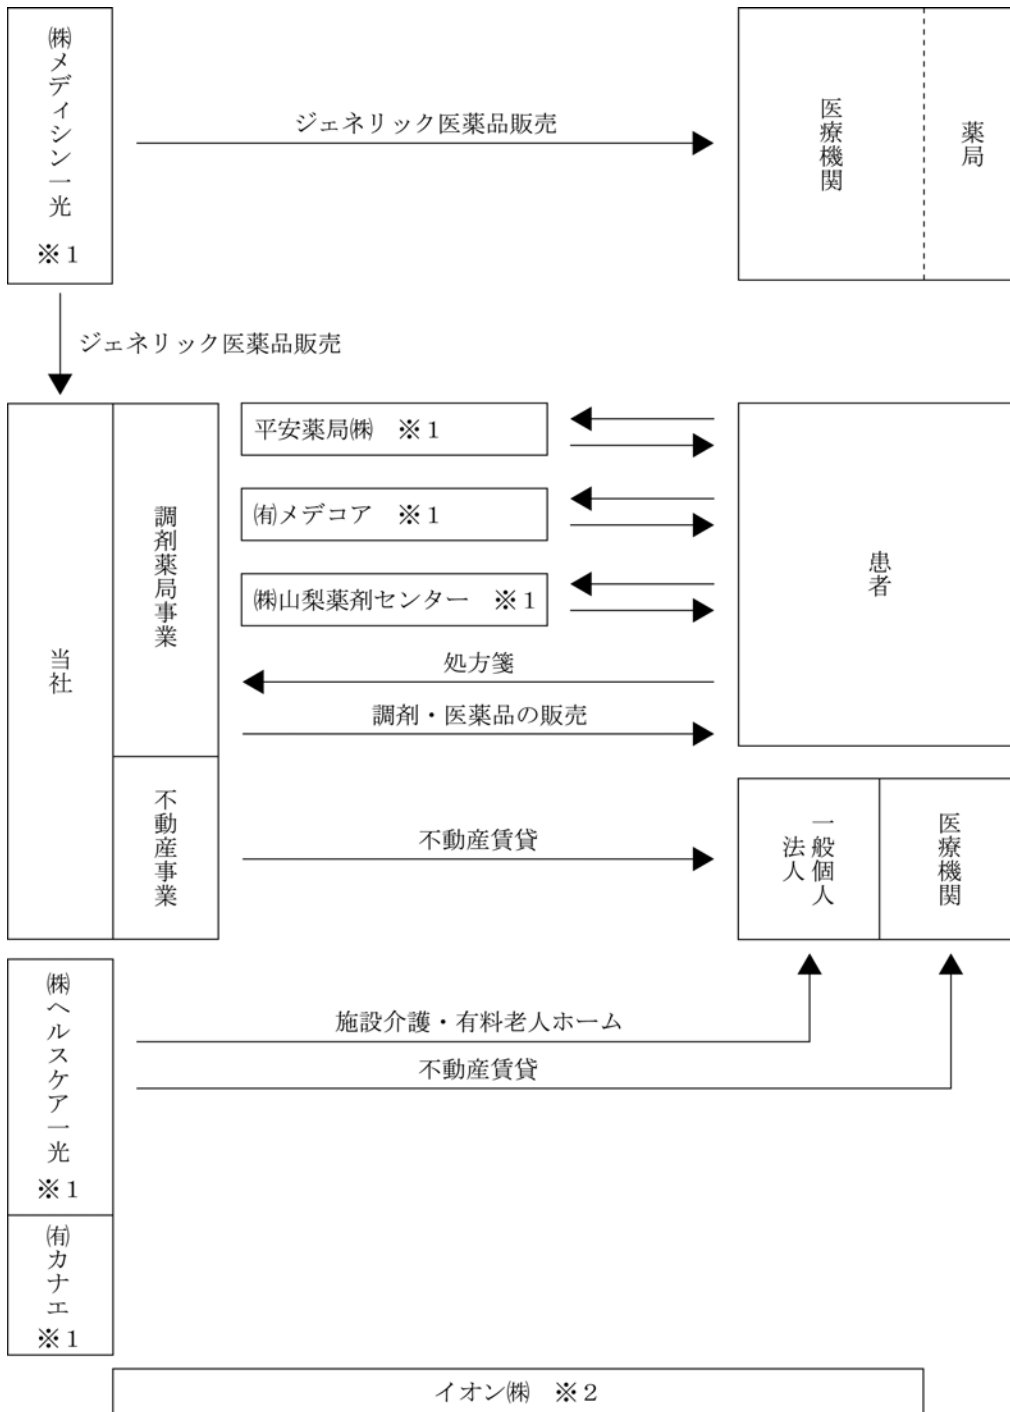 ㈱メディシン一光
※1
ジェネリック医薬品販売
医療機関
薬局
ジェネリック医薬品販売
当社
調剤薬局事業
平安薬局㈱ ※1
㈲メデコア ※1
㈱山梨薬剤センター ※1
患者
処方箋
調剤・医薬品の販売
不動産事業
不動産賃貸
一般個人
法人
医療機関
㈱ヘルスケア一光
※1
施設介護・有料老人ホーム
不動産賃貸
㈲カナエ
※1
イオン㈱ ※2